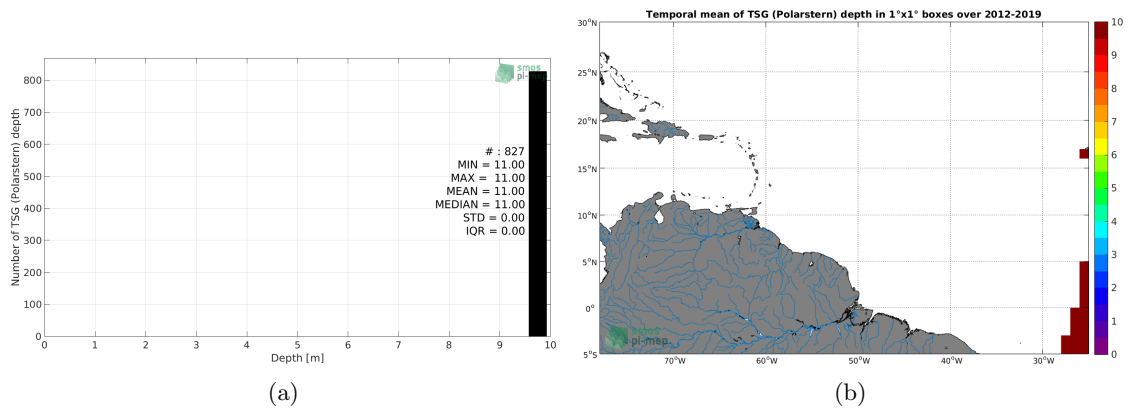 smos
pi-mep
800
700
600
500
400
300
200
100
0
Number of TSG (Polarstern) depth
# : 827
MIN = 11.00
MAX = 11.00
MEAN = 11.00
MEDIAN = 11.00
STD = 0.00
IQR = 0.00
0 1 2 3 4 5 6 7 8 9 10
Depth [m]
(a)
Temporal mean of TSG (Polarstern) depth in 1°x1° boxes over 2012-2019
30°N
25°N
20°N
15°N
10°N
5°N
0°
5°S
70°W 60°W 50°W 40°W 30°W
smos
pi-mep
10
9
8
7
6
5
4
3
2
1
0
(b)